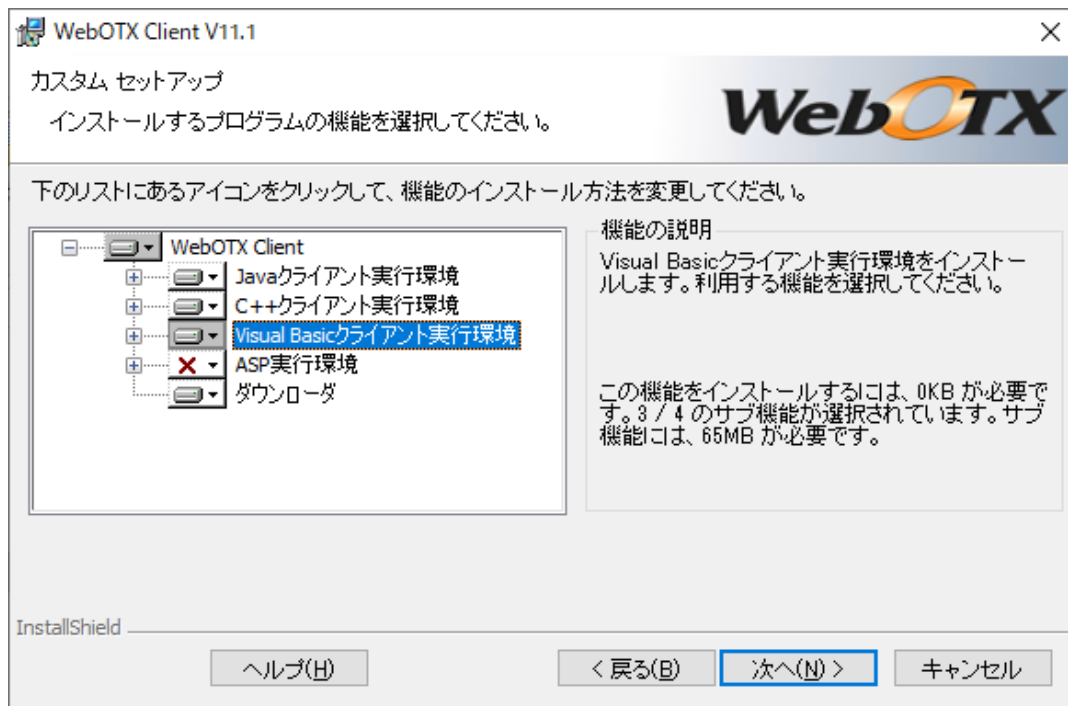 WebOTX Client V11.1
カスタム セットアップ
インストールするプログラムの機能を選択してください。
WebOTX
下のリストにあるアイコンをクリックして、機能のインストール方法を変更してください。
WebOTX Client
Javaクライアント実行環境
C++クライアント実行環境
Visual Basicクライアント実行環境
ASP実行環境
ダウンローダ
機能の説明
Visual Basicクライアント実行環境をインストー
ルします。利用する機能を選択してください。
この機能をインストールするには、0KB が必要で
す。3 / 4 のサブ機能が選択されています。サブ
機能には、65MB が必要です。
InstallShield
ヘルプ(H)
< 戻る(B)
次へ(N) >
キャンセル